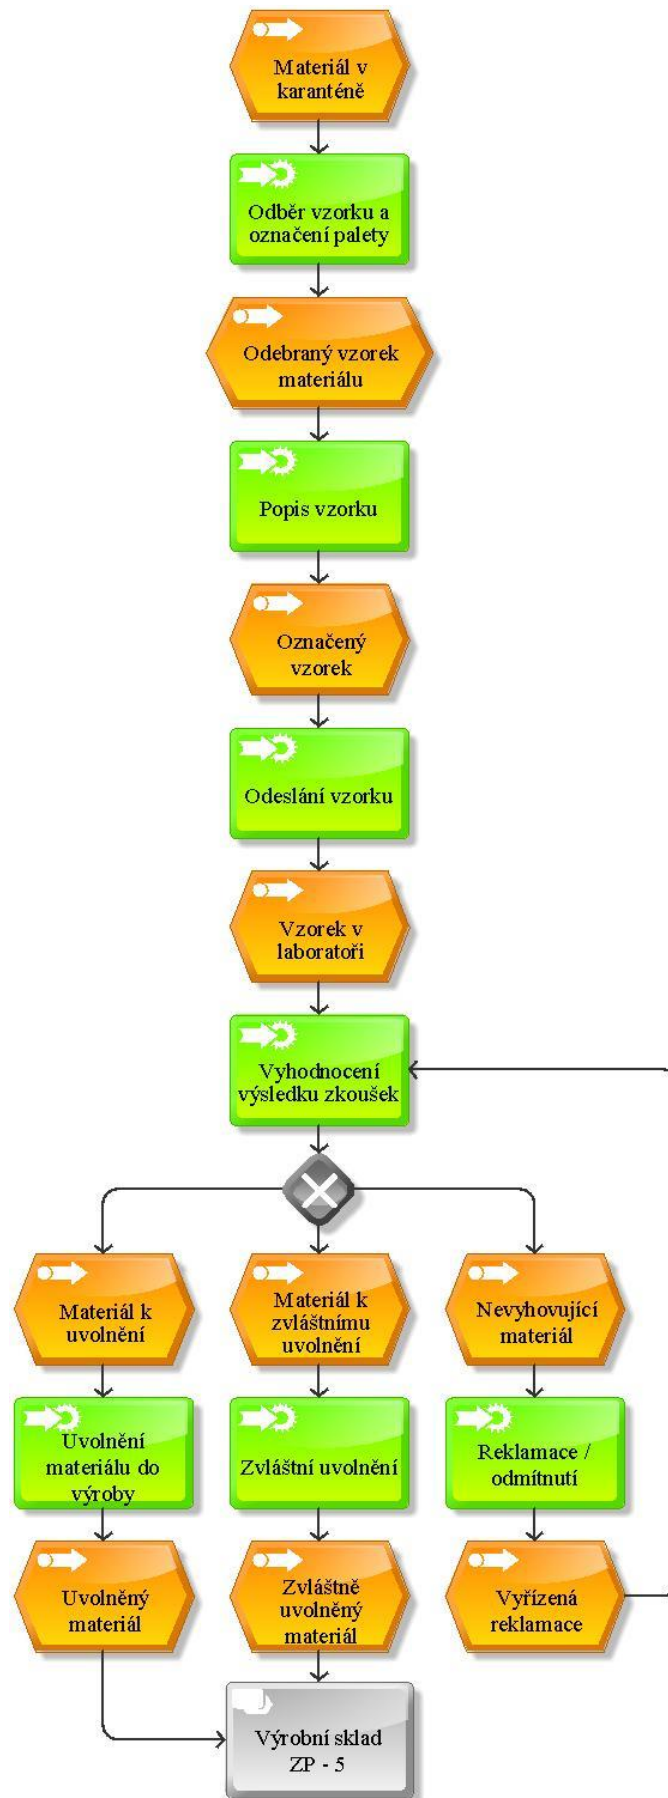 Materiál v
karanténě
Odběr vzorku a
označení palety
Odebraný vzorek
materiálu
Popis vzorku
Označený
vzorek
Odeslání vzorku
Vzorek v
laboratoři
Vyhodnocení
výsledku zkoušek
Materiál k
uvolnění
Materiál k
zvláštnímu
uvolnění
Nevyhovující
materiál
Uvolnění
materiálu do
výroby
Zvláštní uvolnění
Reklamace /
odmítnutí
Uvolněný
materiál
Zvláštně
uvolněný
materiál
Vyřízená
reklamace
Výrobní sklad
ZP - 5